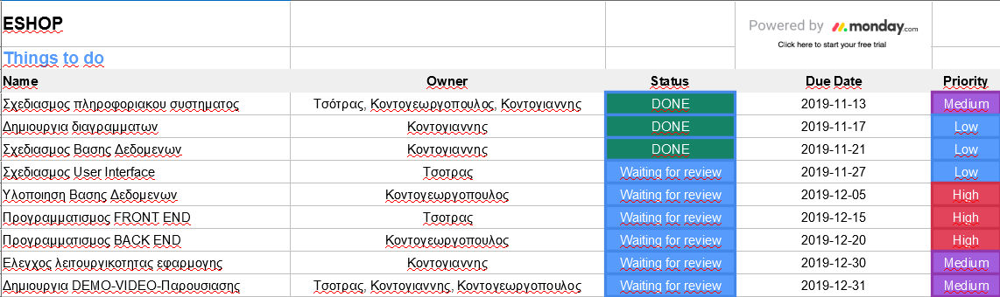 ESHOP
Powered by monday.com
Click here to start your free trial
Things to do
Name Owner Status Due Date Priority
Σχεδιασμος πληροφοριακου συστηματος Τσότρας, Κοντογεωργοπουλος, Κοντογιαννης DONE 2019-11-13 Medium
Δημιουργια διαγραμματων Κοντογιαννης DONE 2019-11-17 Low
Σχεδιασμος Βασης Δεδομενων Κοντογιαννης DONE 2019-11-21 Low
Σχεδιασμος User Interface Τσοτρας Waiting for review 2019-11-27 Low
Υλοποιηση Βασης Δεδομενων Κοντογεωργοπουλος Waiting for review 2019-12-05 High
Προγραμματισμος FRONT END Τσοτρας Waiting for review 2019-12-15 High
Προγραμματισμος BACK END Κοντογεωργοπουλος Waiting for review 2019-12-20 High
Ελεγχος λειτουργικοτητας εφαρμογης Κοντογιαννης Waiting for review 2019-12-30 Medium
Δημιουργια DEMO-VIDEO-Παρουσιασης Τσοτρας, Κοντογιαννης, Κοντογεωργοπουλος Waiting for review 2019-12-31 Medium